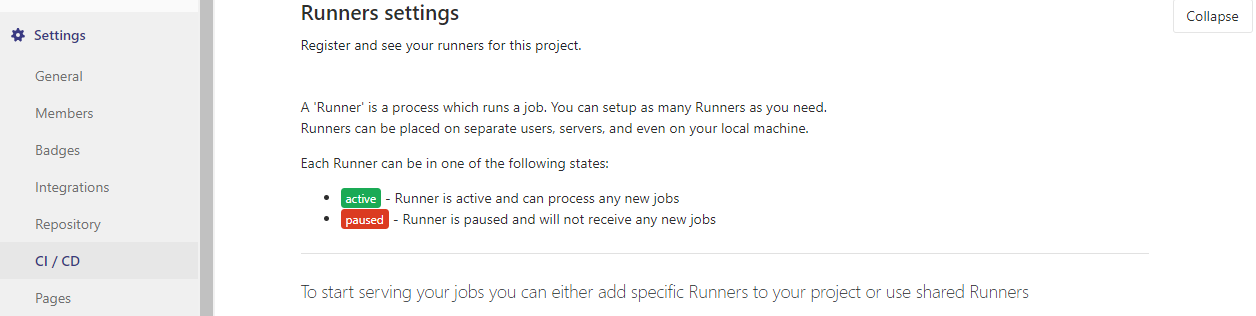 Settings
General
Members
Badges
Integrations
Repository
CI / CD
Pages
Runners settings
Collapse
Register and see your runners for this project.
A 'Runner' is a process which runs a job. You can setup as many Runners as you need.
Runners can be placed on separate users, servers, and even on your local machine.
Each Runner can be in one of the following states:
active - Runner is active and can process any new jobs
paused - Runner is paused and will not receive any new jobs
To start serving your jobs you can either add specific Runners to your project or use shared Runners